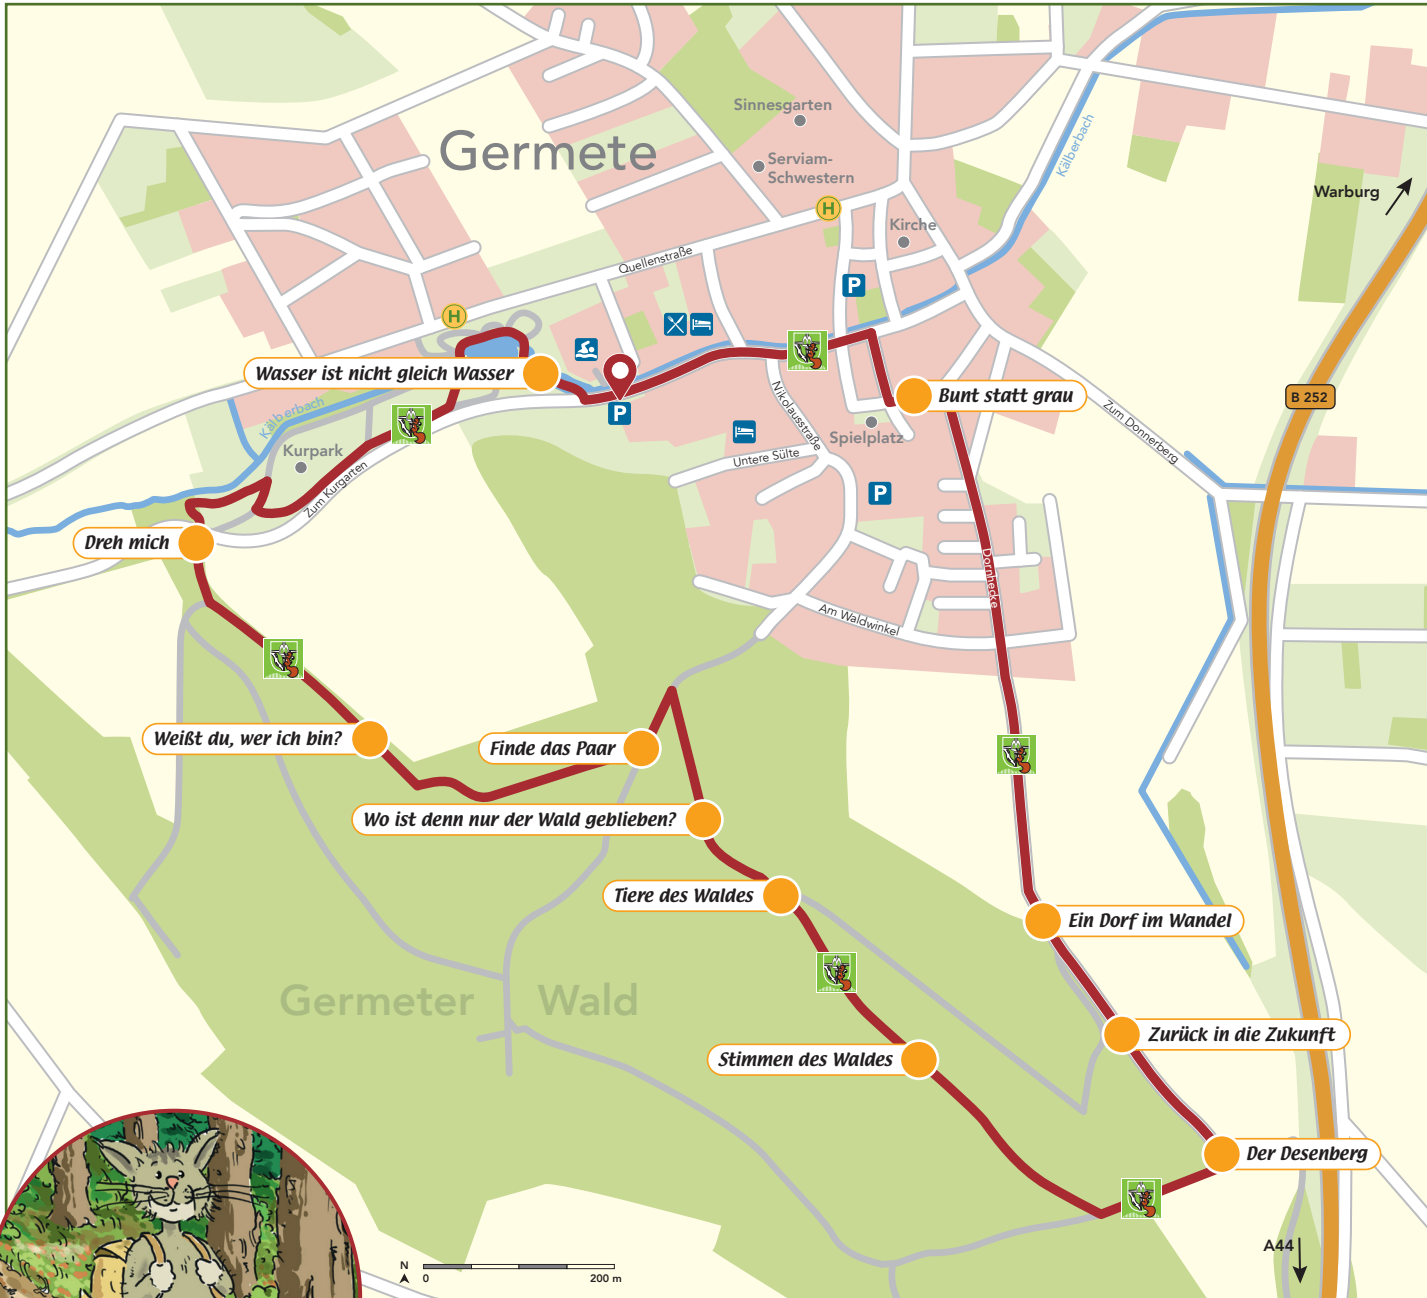 Sinnesgarten
Germete
Serviam-
Schwestern
Kälberbach
Warburg
H
Kirche
Quellenstraße
P
H
Wasser ist nicht gleich Wasser
P
Nikolausstraße
Bunt statt grau
B 252
Kälberbach
Zum Donnerberg
Kurpark
Spielplatz
Untere Sülte
Zum Kurgarten
P
Dreh mich
Dornhecke
Am Waldwinkel
Weißt du, wer ich bin?
Finde das Paar
Wo ist denn nur der Wald geblieben?
Tiere des Waldes
Ein Dorf im Wandel
Germeter Wald
Zurück in die Zukunft
Stimmen des Waldes
Der Desenberg
A44
N
0 200 m